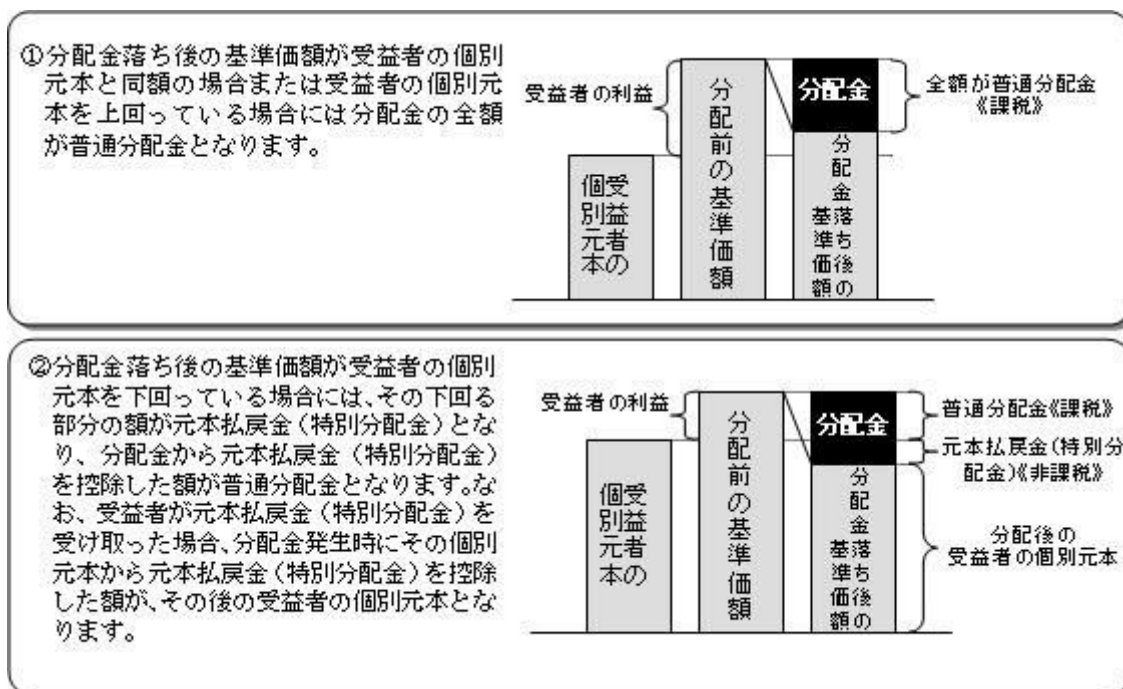 ①分配金落ち後の基準価額が受益者の個別
元本と同額の場合または受益者の個別元
本を上回っている場合には分配金の全額
が普通分配金となります。
受益者の利益
受益者の
個別元本
分配前の基準価額
分配金
分配金落ち後の
基準価額
全額が普通分配金
《課税》
②分配金落ち後の基準価額が受益者の個別
元本を下回っている場合には、その下回る
部分の額が元本払戻金（特別分配金）とな
り、分配金から元本払戻金（特別分配金）
を控除した額が普通分配金となります。な
お、受益者が元本払戻金（特別分配金）を
受け取った場合、分配金発生時にその個別
元本から元本払戻金（特別分配金）を控除
した額が、その後の受益者の個別元本とな
ります。
受益者の利益
受益者の
個別元本
分配前の基準価額
分配金
分配金落ち後の
基準価額
普通分配金《課税》
元本払戻金（特別分
配金）《非課税》
分配後の
受益者の個別元本